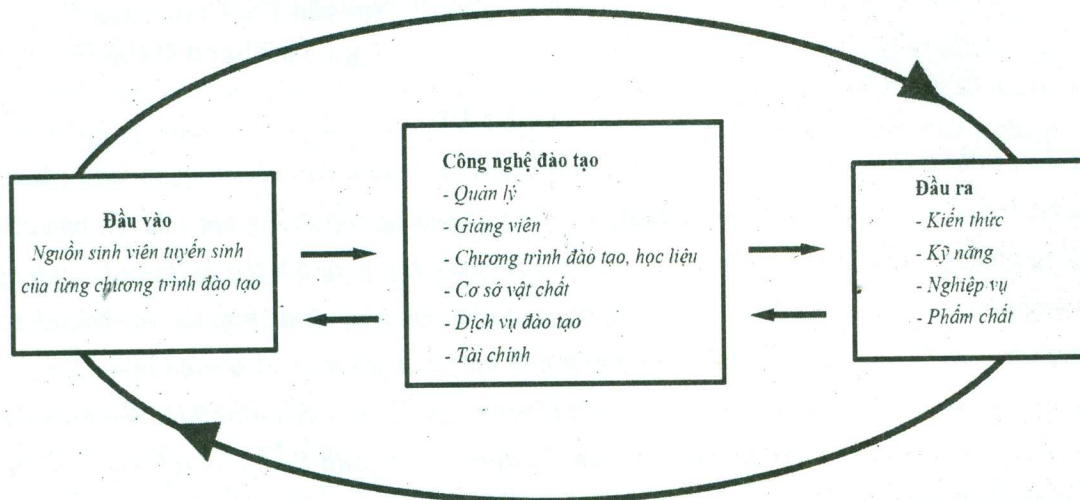 Đầu vào
Nguồn sinh viên tuyển sinh
của từng chương trình đào tạo
Công nghệ đào tạo
- Quản lý
- Giảng viên
- Chương trình đào tạo, học liệu
- Cơ sở vật chất
- Dịch vụ đào tạo
- Tài chính
Đầu ra
- Kiến thức
- Kỹ năng
- Nghiệp vụ
- Phẩm chất